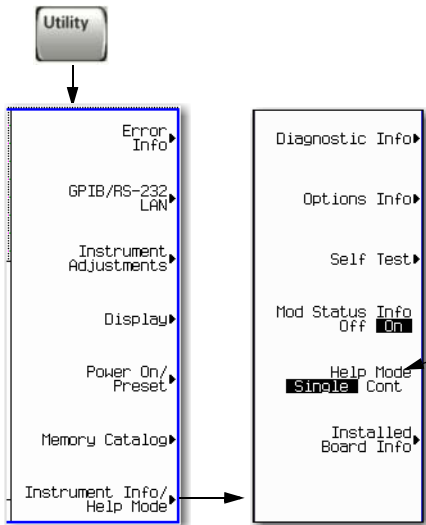 Utility
Error
Info
GPIB/RS-232
LAN
Instrument
Adjustments
Display
Power On/
Preset
Memory Catalog
Instrument Info/
Help Mode
Diagnostic Info
Options Info
Self Test
Mod Status Info
Off On
Help Mode
Single Cont
Installed
Board Info